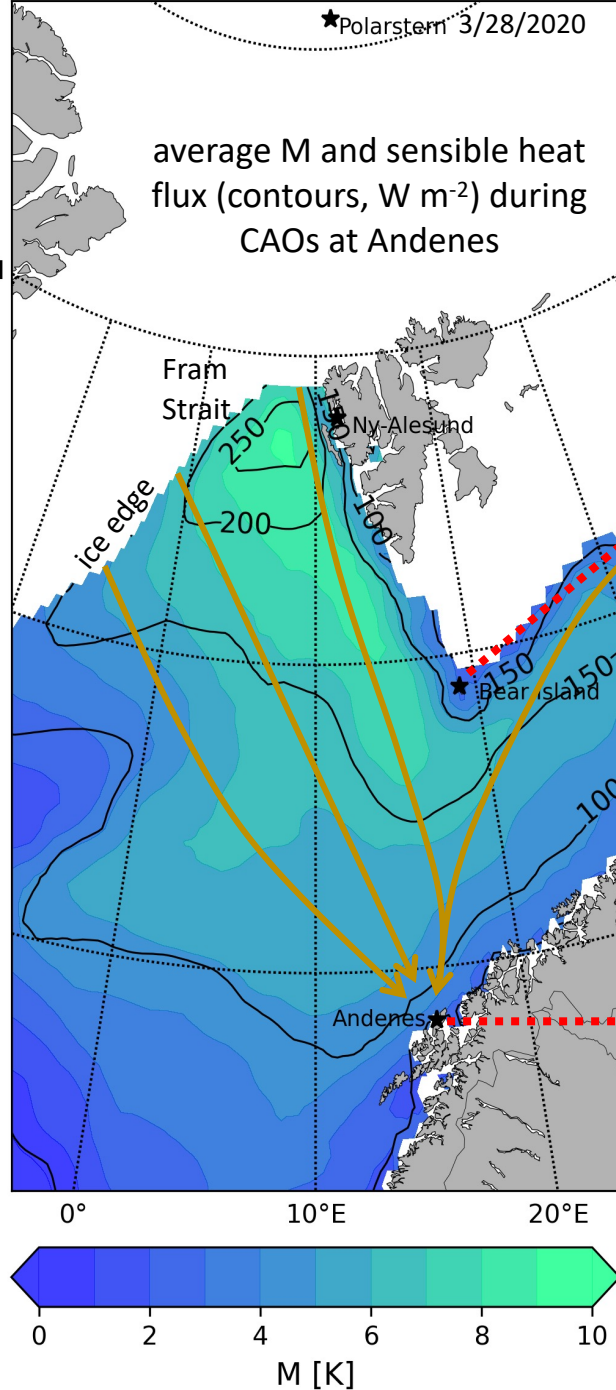 Polarstern 3/28/2020
average M and sensible heat
flux (contours, W m⁻²) during
CAOs at Andenes
Fram
Strait
150
Ny-Alesund
250
200
100
ice edge
150
Bear Island
150
100
Andenes
0° 10°E 20°E
0 2 4 6 8 10
M [K]